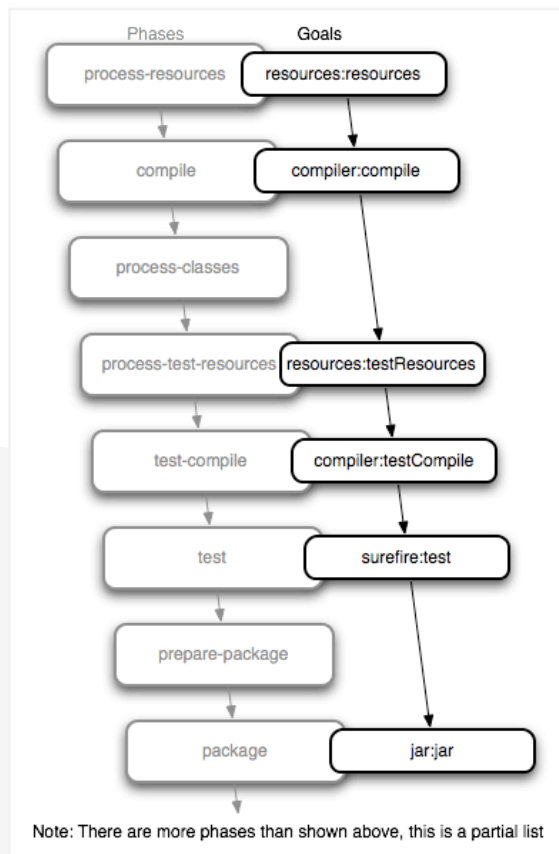 Phases Goals
process-resources resources:resources
compile compiler:compile
process-classes
process-test-resources resources:testResources
test-compile compiler:testCompile
test surefire:test
prepare-package
package jar:jar
Note: There are more phases than shown above, this is a partial list